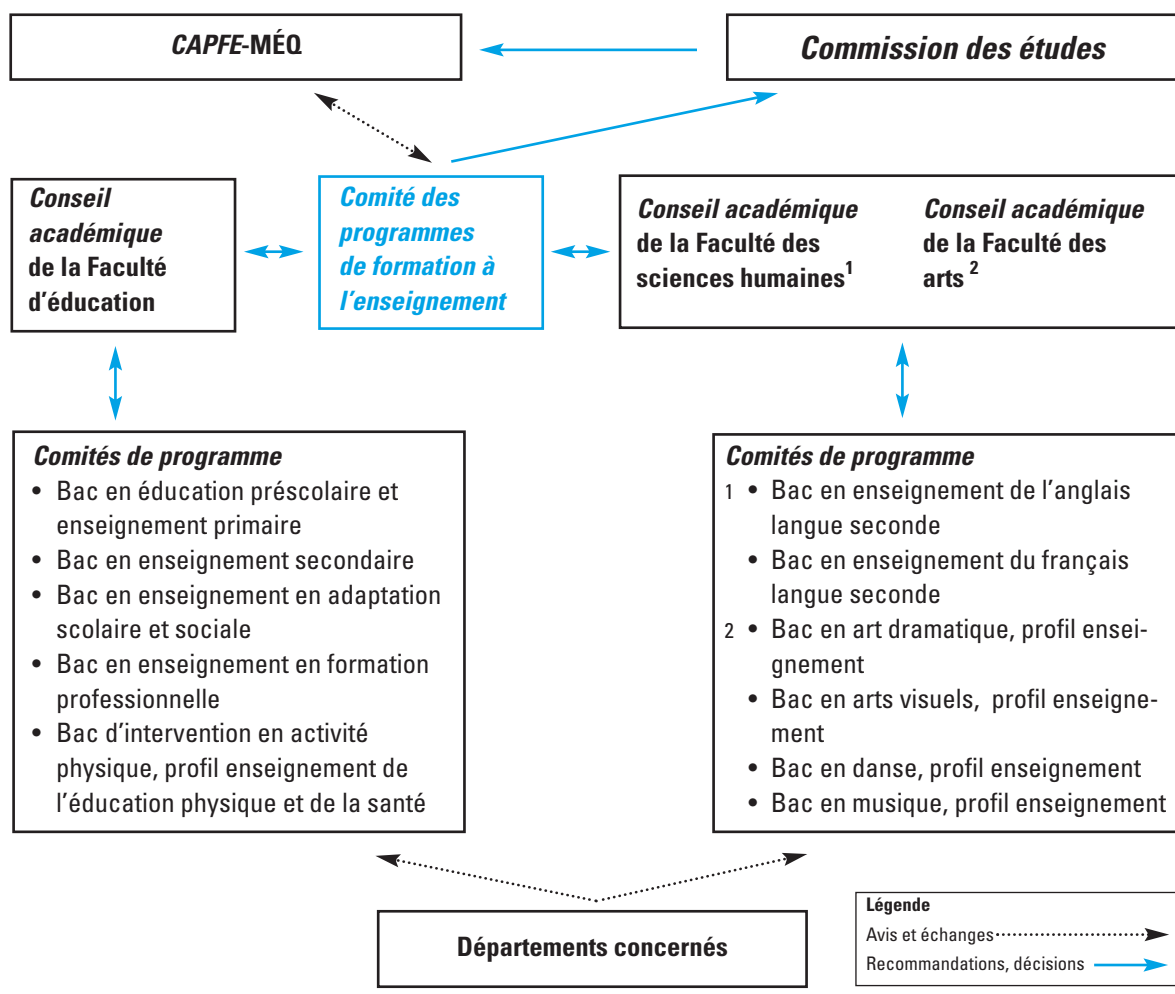 CAPFE-MÉQ
Commission des études
Conseil
académique
de la Faculté
d'éducation
Comité des
programmes
de formation à
l'enseignement
Conseil académique
de la Faculté des
sciences humaines1
Conseil académique
de la Faculté des
arts 2
Comités de programme
• Bac en éducation préscolaire et
enseignement primaire
• Bac en enseignement secondaire
• Bac en enseignement en adaptation
scolaire et sociale
• Bac en enseignement en formation
professionnelle
• Bac d'intervention en activité
physique, profil enseignement de
l'éducation physique et de la santé
Comités de programme
1 • Bac en enseignement de l'anglais
langue seconde
• Bac en enseignement du français
langue seconde
2 • Bac en art dramatique, profil ensei-
gnement
• Bac en arts visuels, profil enseigne-
ment
• Bac en danse, profil enseignement
• Bac en musique, profil enseignement
Départements concernés
Légende
Avis et échanges
Recommandations, décisions